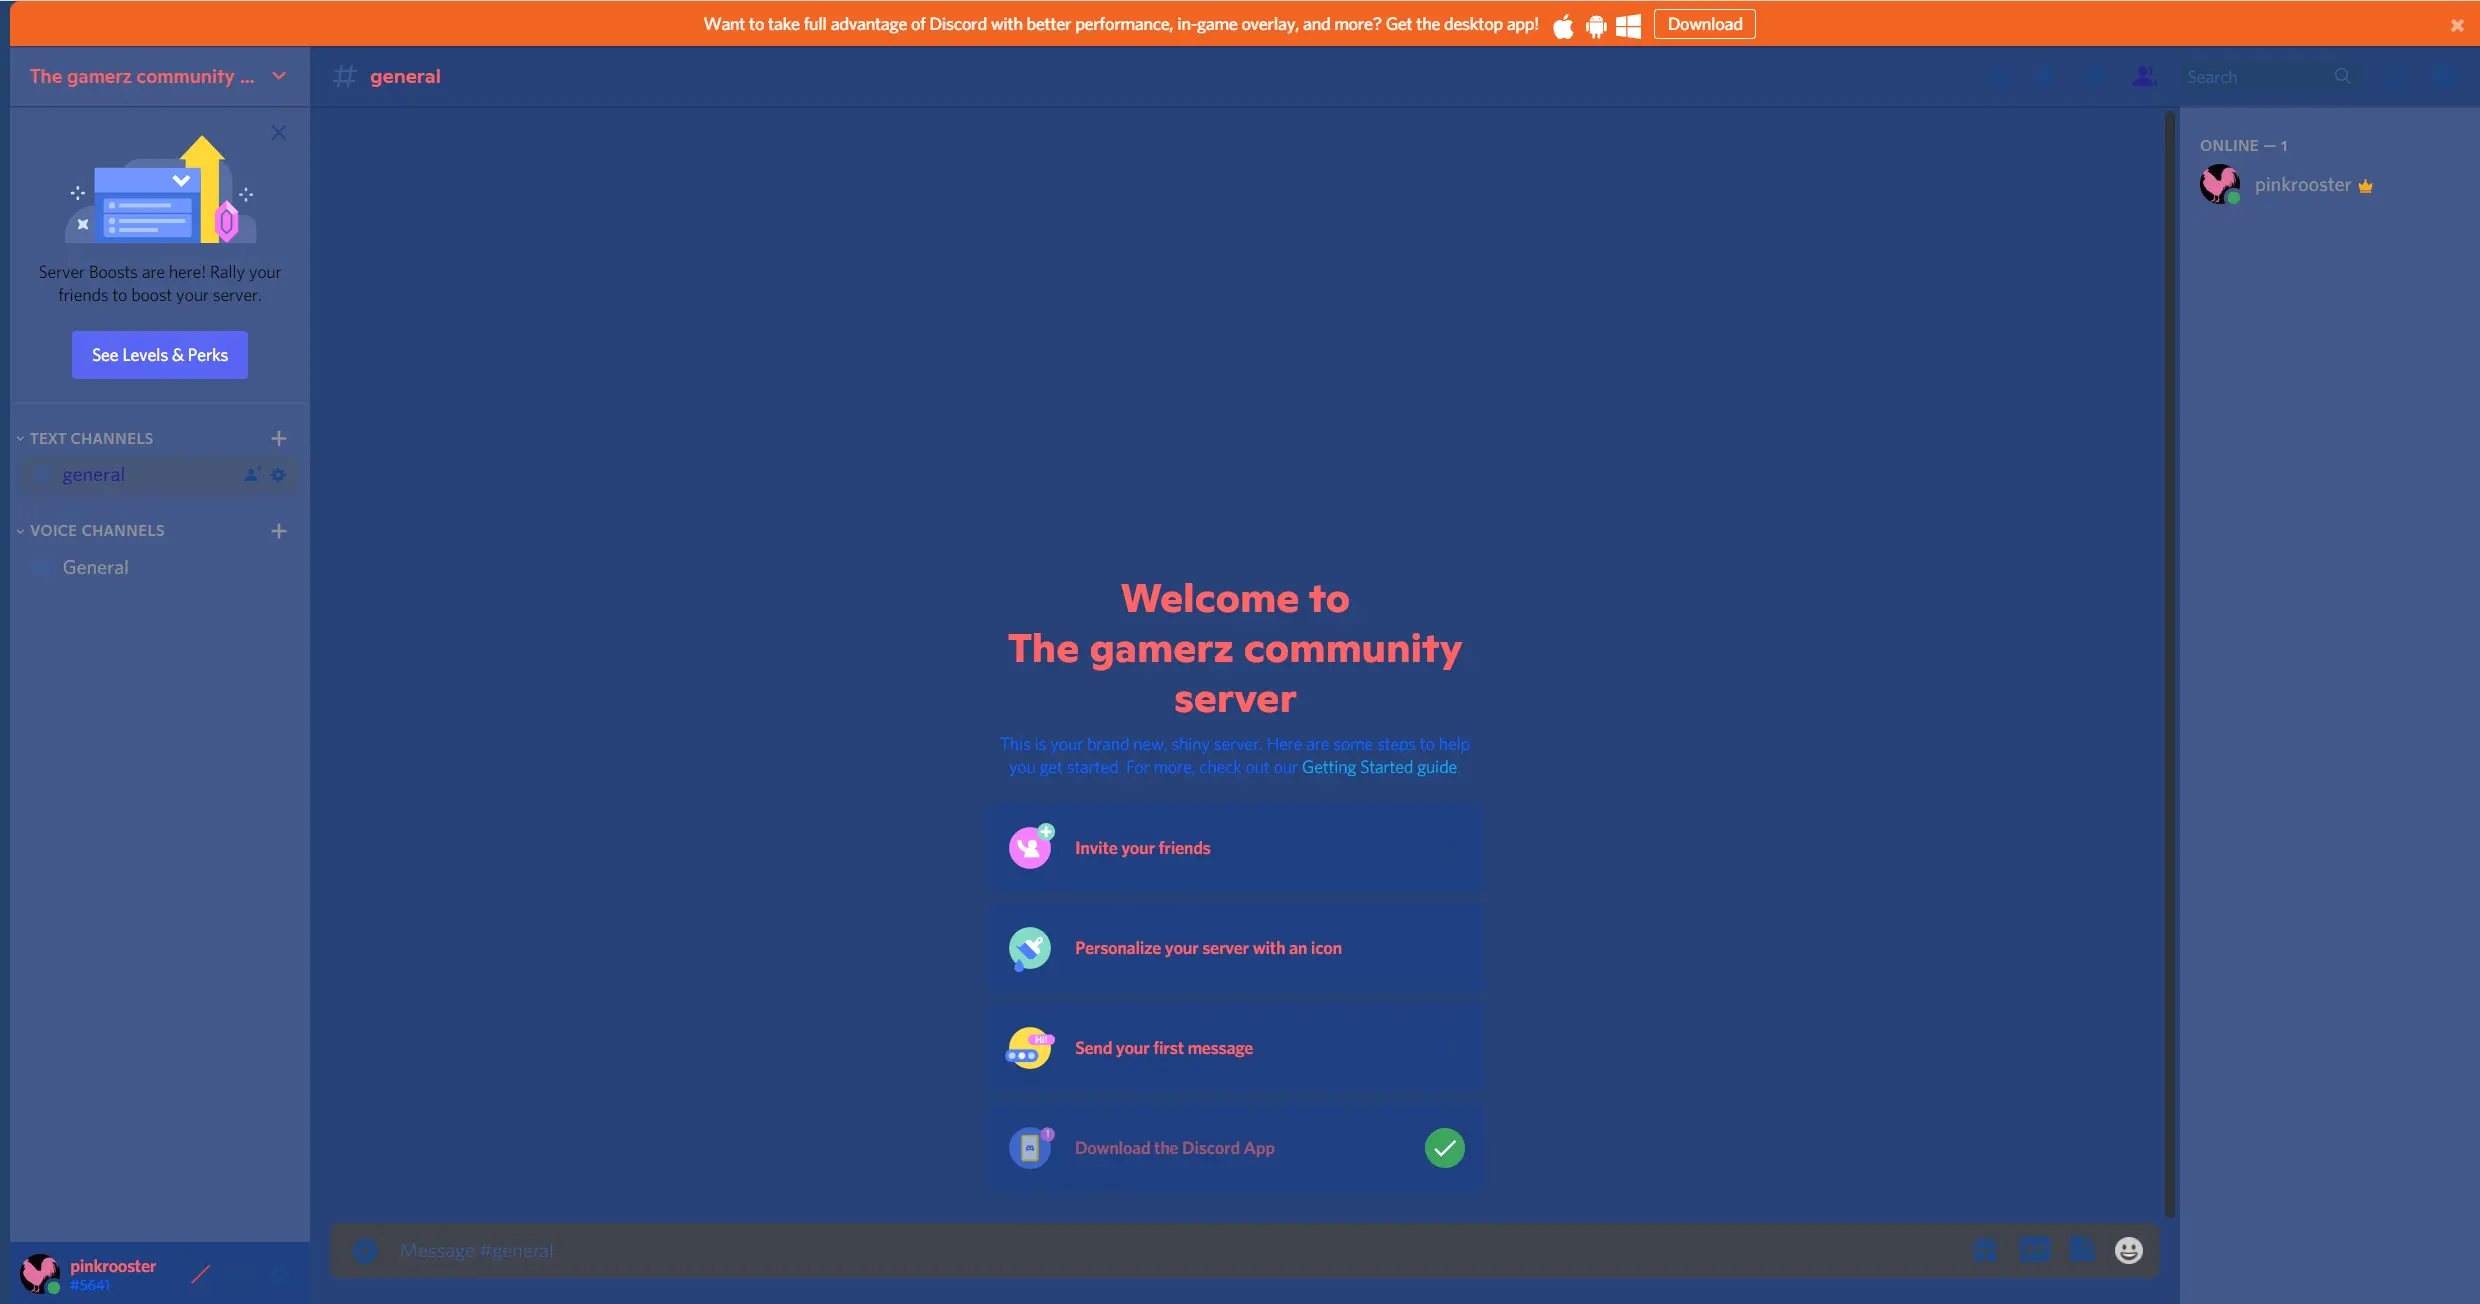 Want to take full advantage of Discord with better performance, in-game overlay, and more? Get the desktop app! Download
The gamerz community ...
general
Search
Server Boosts are here! Rally your
friends to boost your server.
See Levels & Perks
TEXT CHANNELS
general
VOICE CHANNELS
General
Welcome to
The gamerz community
server
This is your brand new, shiny server. Here are some steps to help
you get started. For more, check out our Getting Started guide
Invite your friends
Personalize your server with an icon
Hi!
Send your first message
1
Download the Discord App
Message #general
pinkrooster
#5641
ONLINE — 1
pinkrooster